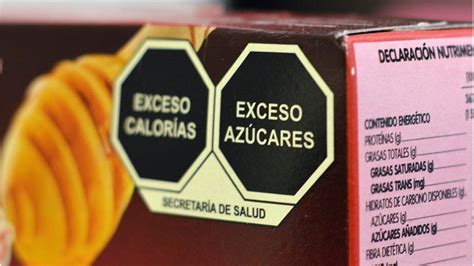 EXCESO
CALORÍAS
EXCESO
AZÚCARES
SECRETARÍA DE SALUD
DECLARACIÓN NUTRIMEN
CONTENIDO ENERGÉTICO
PROTEÍNAS (g)
GRASAS TOTALES (g)
GRASAS SATURADAS (g)
GRASAS TRANS (mg)
HIDRATOS DE CARBONO DISPONIBLES (
AZÚCARES (g)
AZÚCARES AÑADIDOS (g)
FIBRA DIETÉTICA (g)